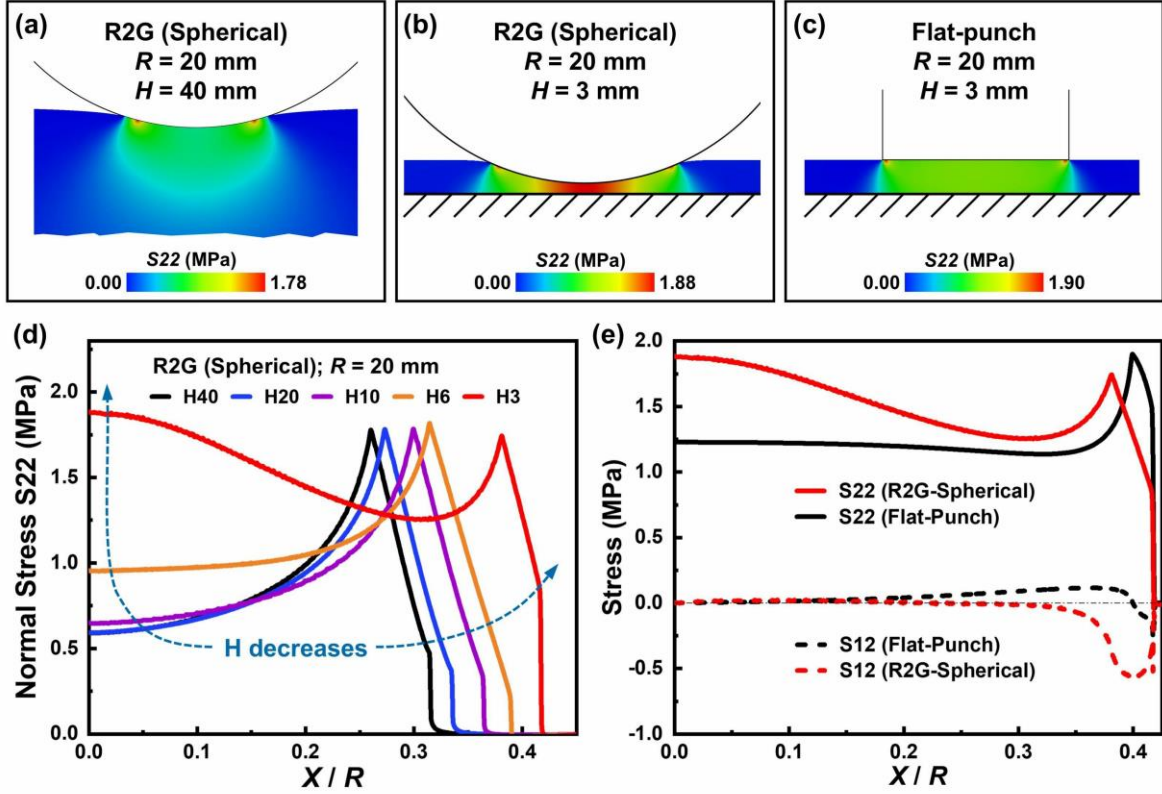 (a)
R2G (Spherical)
R = 20 mm
H = 40 mm
S22 (MPa)
0.00
1.78
(b)
R2G (Spherical)
R = 20 mm
H = 3 mm
S22 (MPa)
0.00
1.88
(c)
Flat-punch
R = 20 mm
H = 3 mm
S22 (MPa)
0.00
1.90
(d)
R2G (Spherical); R = 20 mm
H40 H20 H10 H6 H3
H decreases
Normal Stress S22 (MPa)
2.0
1.5
1.0
0.5
0.0
0.0 0.1 0.2 0.3 0.4
X / R
(e)
S22 (R2G-Spherical)
S22 (Flat-Punch)
S12 (Flat-Punch)
S12 (R2G-Spherical)
Stress (MPa)
2.0
1.5
1.0
0.5
0.0
-0.5
-1.0
0.0 0.1 0.2 0.3 0.4
X / R